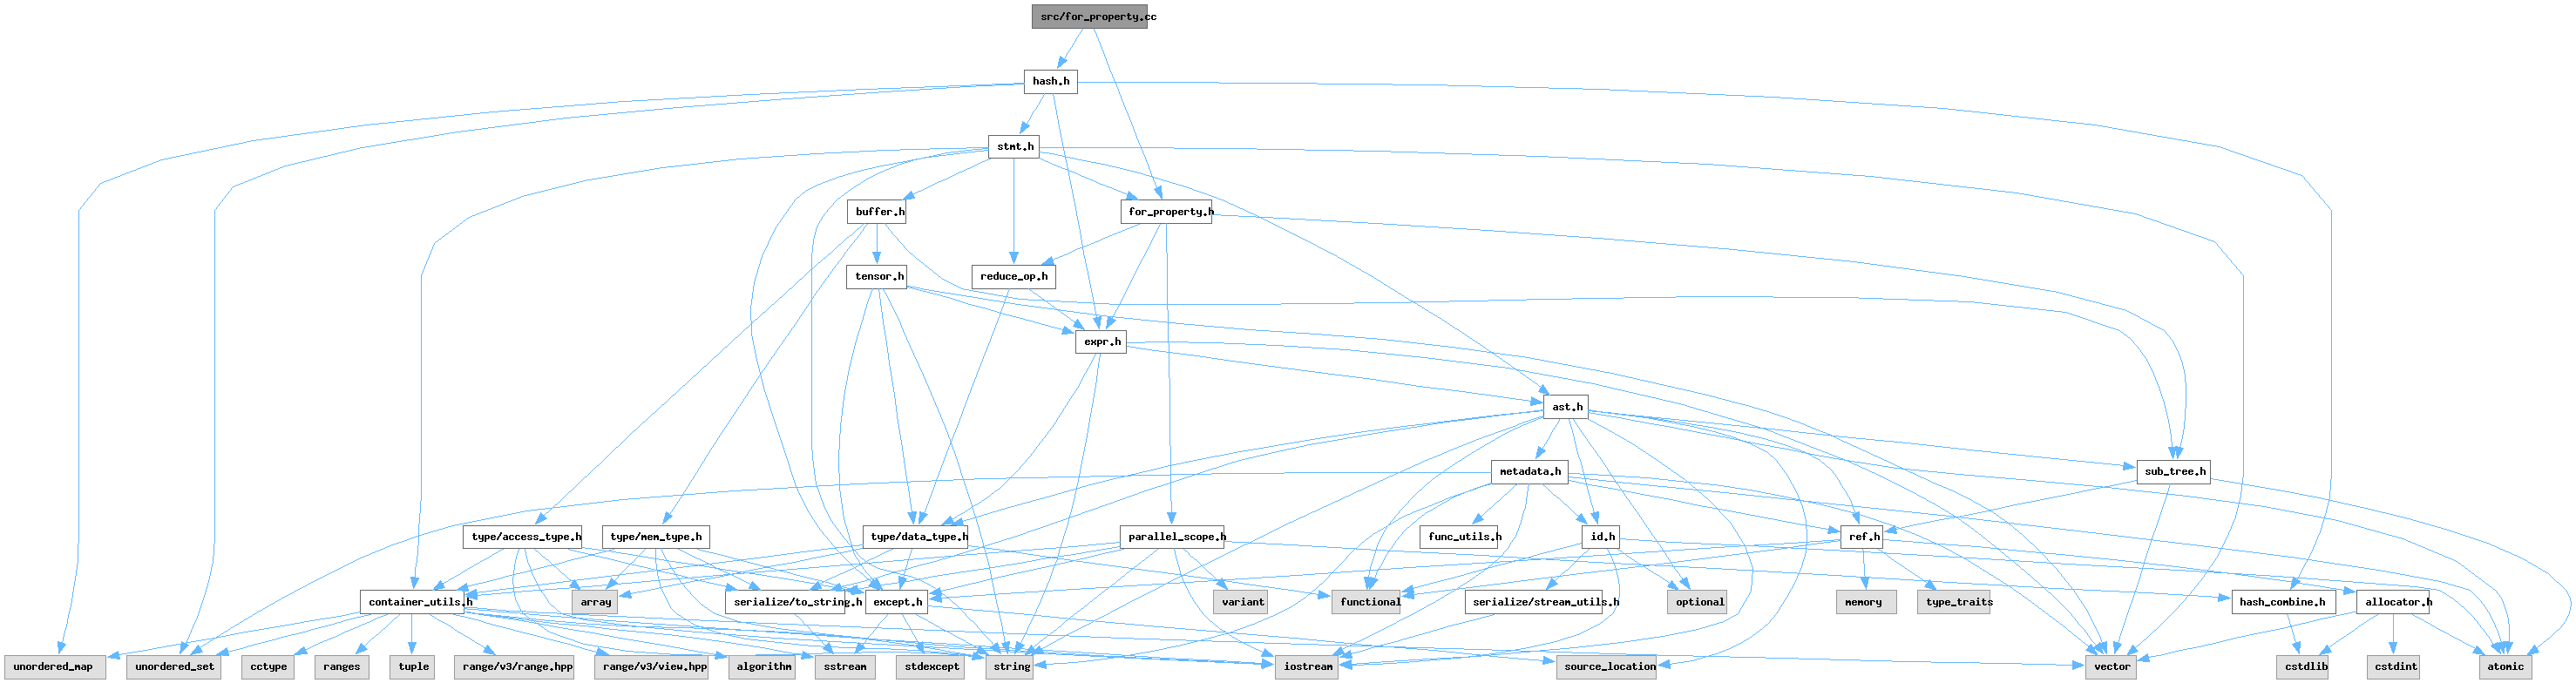 src/for_property.cc
hash.h
stmt.h
buffer.h
for_property.h
tensor.h
reduce_op.h
expr.h
ast.h
metadata.h
sub_tree.h
type/access_type.h
type/mem_type.h
type/data_type.h
parallel_scope.h
func_utils.h
id.h
ref.h
container_utils.h
array
serialize/to_string.h
except.h
variant
functional
serialize/stream_utils.h
optional
memory
type_traits
hash_combine.h
allocator.h
unordered_map
unordered_set
cctype
ranges
tuple
range/v3/range.hpp
range/v3/view.hpp
algorithm
sstream
stdexcept
string
iostream
source_location
vector
cstdlib
cstdint
atomic